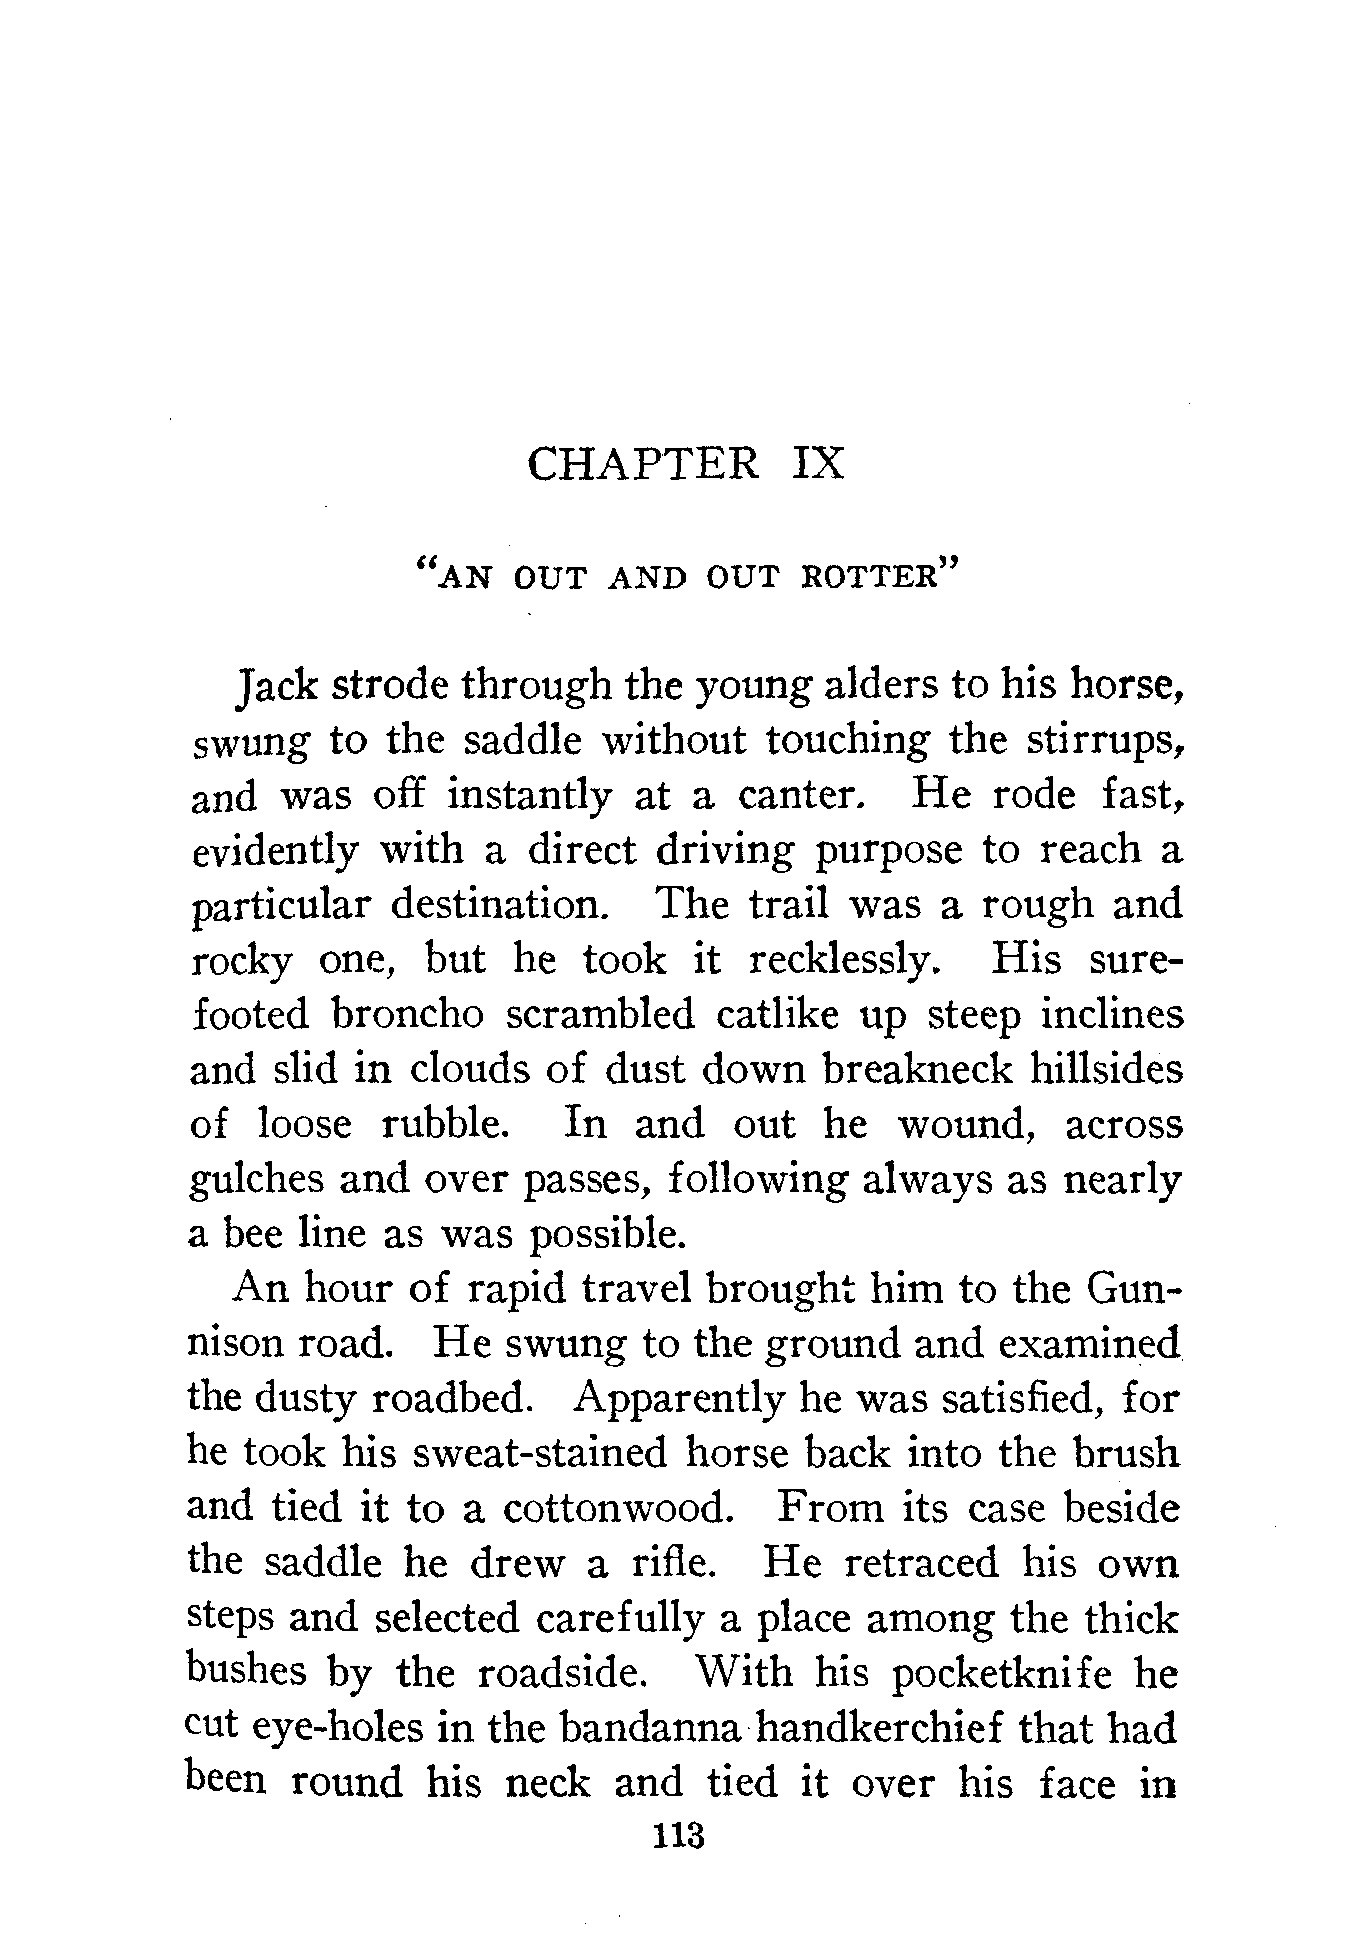 CHAPTER IX
“AN OUT AND OUT ROTTER”
Jack strode through the young alders to his horse,
swung to the saddle without touching the stirrups,
and was off instantly at a canter. He rode fast,
evidently with a direct driving purpose to reach a
particular destination. The trail was a rough and
rocky one, but he took it recklessly. His sure-
footed broncho scrambled catlike up steep inclines
and slid in clouds of dust down breakneck hillsides
of loose rubble. In and out he wound, across
gulches and over passes, following always as nearly
a bee line as was possible.
An hour of rapid travel brought him to the Gun-
nison road. He swung to the ground and examined
the dusty roadbed. Apparently he was satisfied, for
he took his sweat-stained horse back into the brush
and tied it to a cottonwood. From its case beside
the saddle he drew a rifle. He retraced his own
steps and selected carefully a place among the thick
bushes by the roadside. With his pocketknife he
cut eye-holes in the bandanna handkerchief that had
been round his neck and tied it over his face in
113